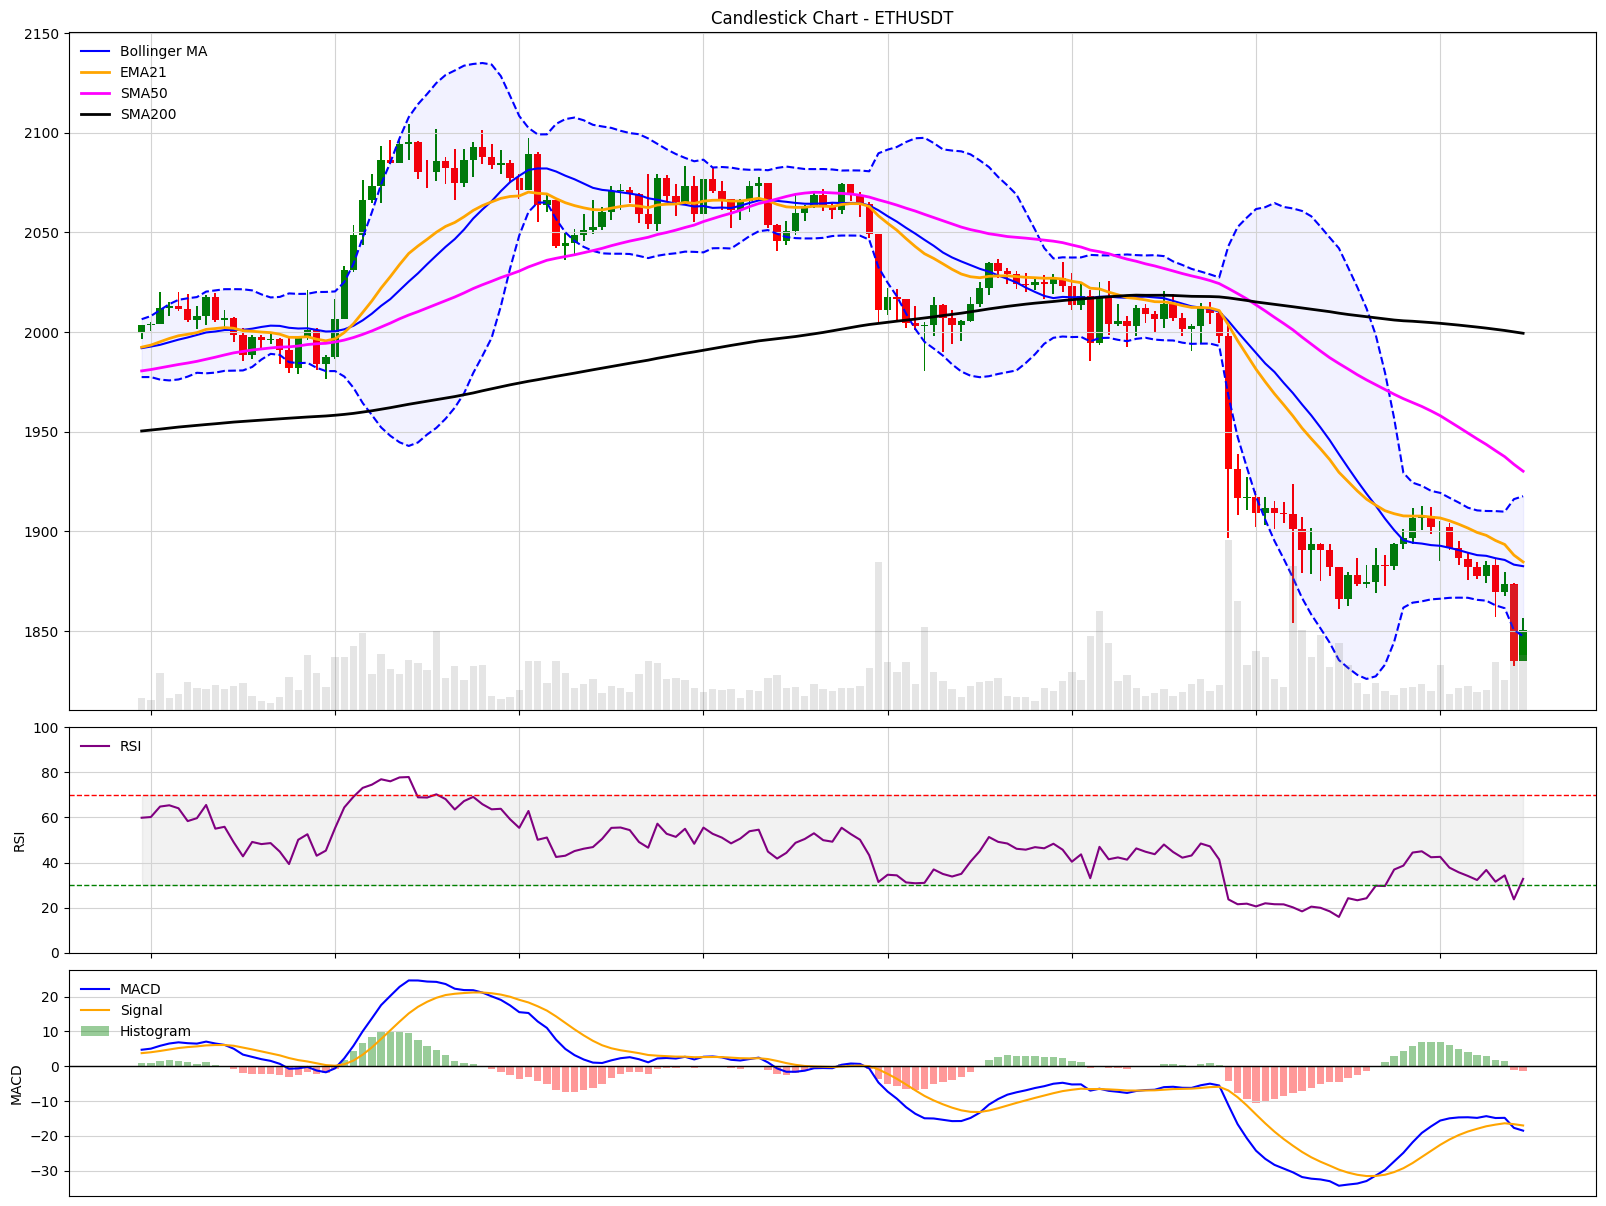 Candlestick Chart - ETHUSDT
2150
2100
2050
2000
1950
1900
1850
Bollinger MA
EMA21
SMA50
SMA200
100
80
60
40
20
0
RSI
RSI
20
10
0
−10
−20
−30
MACD
MACD
Signal
Histogram